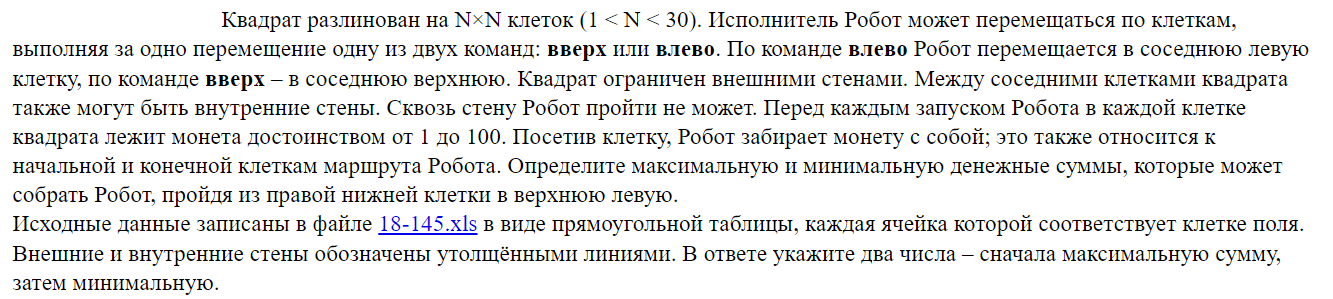 Квадрат разлинован на N×N клеток (1 < N < 30). Исполнитель Робот может перемещаться по клеткам,
выполняя за одно перемещение одну из двух команд: вверх или влево. По команде влево Робот перемещается в соседнюю левую
клетку, по команде вверх – в соседнюю верхнюю. Квадрат ограничен внешними стенами. Между соседними клетками квадрата
также могут быть внутренние стены. Сквозь стену Робот пройти не может. Перед каждым запуском Робота в каждой клетке
квадрата лежит монета достоинством от 1 до 100. Посетив клетку, Робот забирает монету с собой; это также относится к
начальной и конечной клеткам маршрута Робота. Определите максимальную и минимальную денежные суммы, которые может
собрать Робот, пройдя из правой нижней клетки в верхнюю левую.
Исходные данные записаны в файле 18-145.xls в виде прямоугольной таблицы, каждая ячейка которой соответствует клетке поля.
Внешние и внутренние стены обозначены утолщёнными линиями. В ответе укажите два числа – сначала максимальную сумму,
затем минимальную.